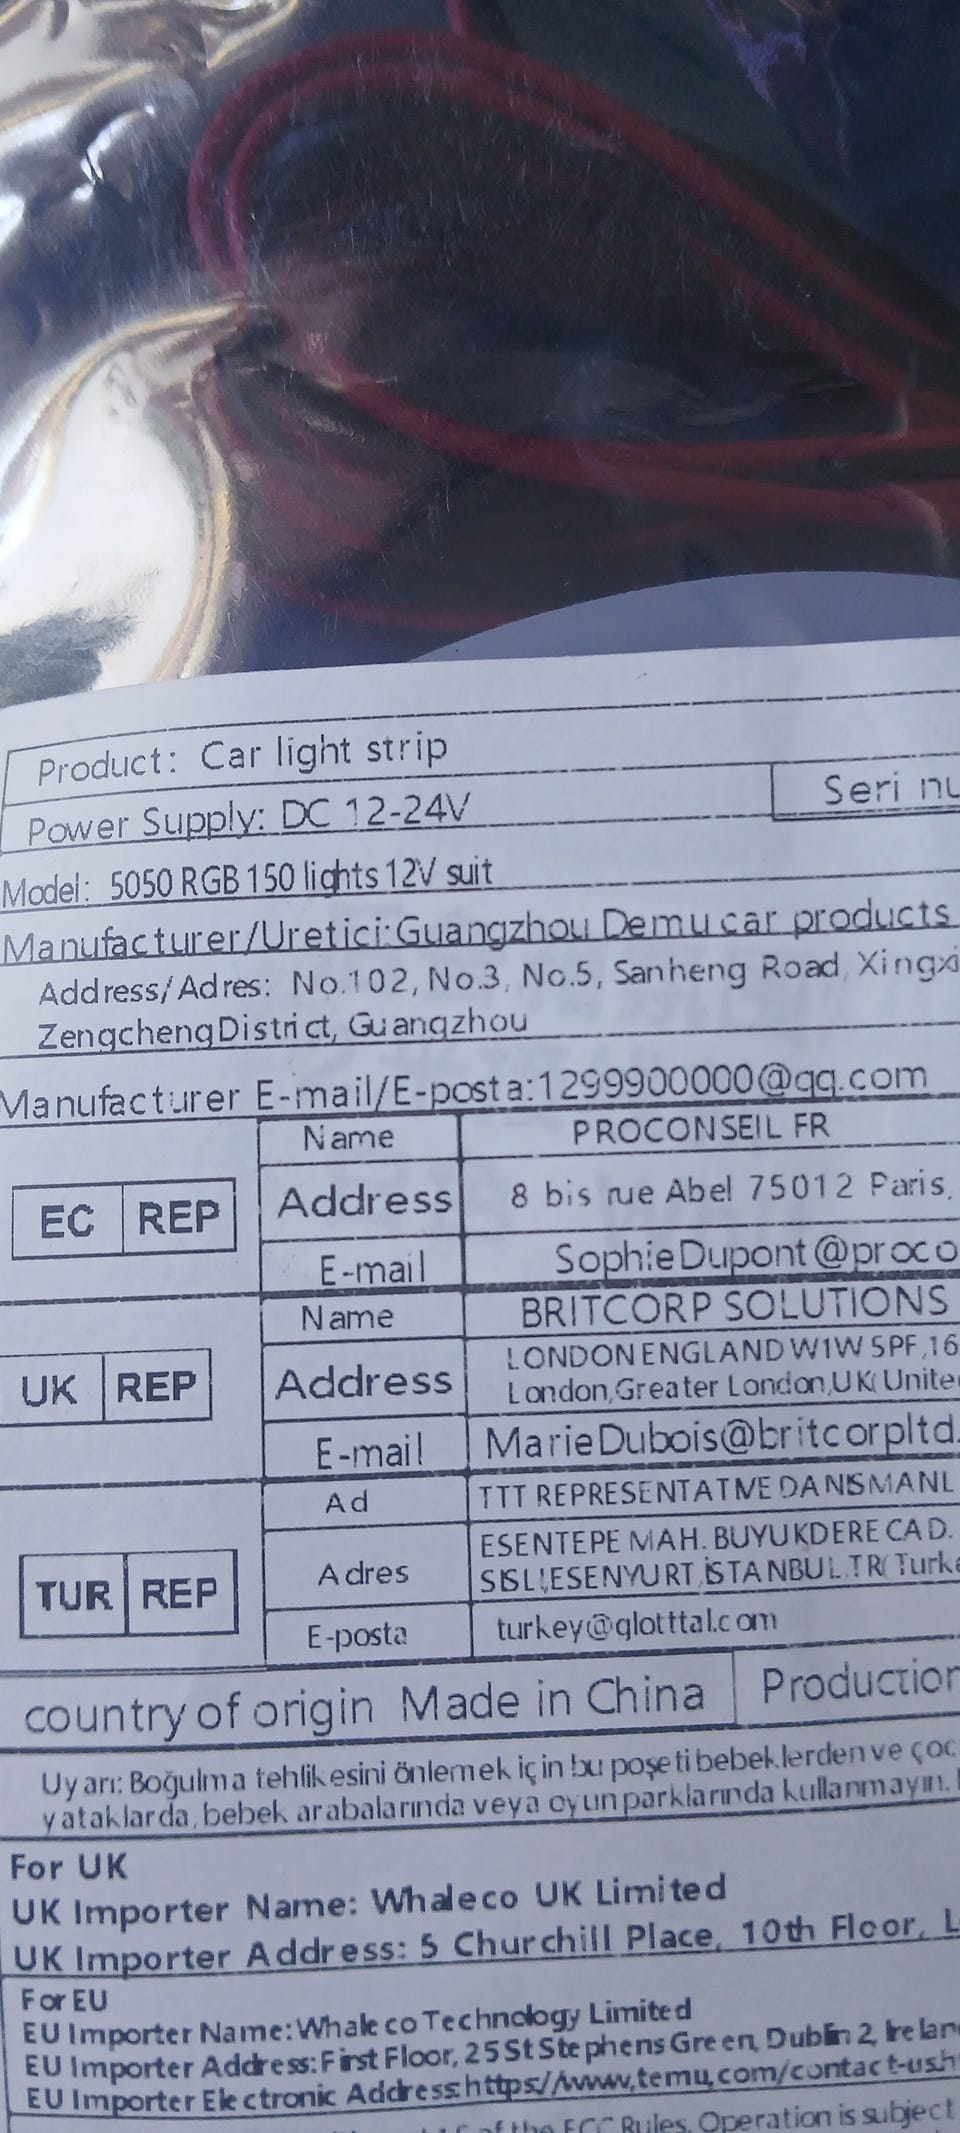 Product: Car light strip
Power Supply: DC 12-24V
Seri
Model: 5050 RGB 150 lights 12V suit
Manufacturer/Uretici: Guangzhou Demu car products
Address/Adres: No.102, No.3, No.5, Sanheng Road, Xingxi
Zengcheng District, Guangzhou
Manufacturer E-mail/E-posta:1299900000@qq.com
EC REP
Name PROCONSEIL FR
Address 8 bis rue Abel 75012 Paris,
E-mail SophieDupont@proco
UK REP
Name BRITCORP SOLUTIONS
Address LONDON ENGLAND W1W 5PF,16
London,Greater London,UK( Unite
E-mail MarieDubois@britcorpltd.
TUR REP
Ad TTT REPRESENTATIVE DANISMANL
Adres ESENTEPE MAH. BUYUKDERE CAD.
SISLI,ESENYURT,İSTANBUL.TR( Turk
E-posta turkey@glotttal.com
country of origin Made in China
Production
Uyarı: Boğulma tehlikesini önlemek için bu poşeti bebeklerden ve çoc
yataklarda, bebek arabalarında veya oyun parklarında kullanmayın.
For UK
UK Importer Name: Whaleco UK Limited
UK Importer Address: 5 Churchill Place, 10th Floor, L
For EU
EU Importer Name:Whaleco Technology Limited
EU Importer Address:First Floor, 25 St Stephens Green, Dublin 2, Irelan
EU Importer Electronic Address:https://www.temu.com/contact-us.h
of the FCC Rules. Operation is subject